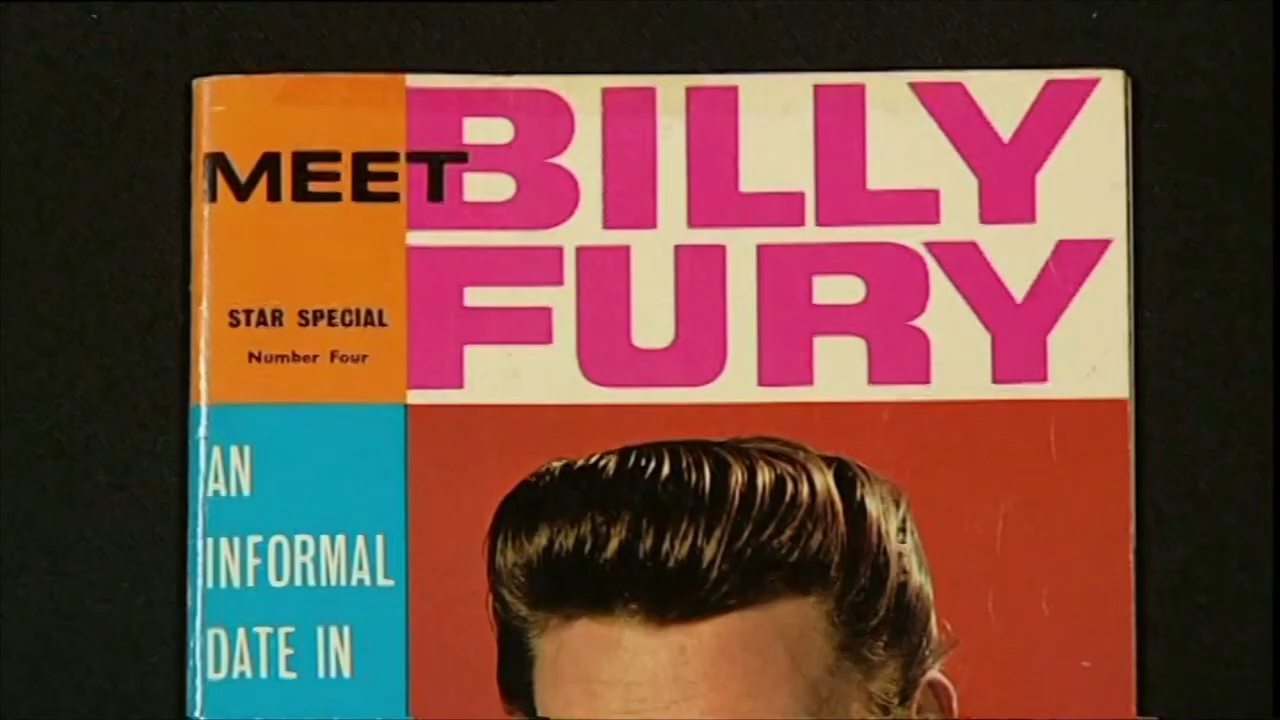 MEET
BILLY
FURY
STAR SPECIAL
Number Four
AN
INFORMAL
DATE IN